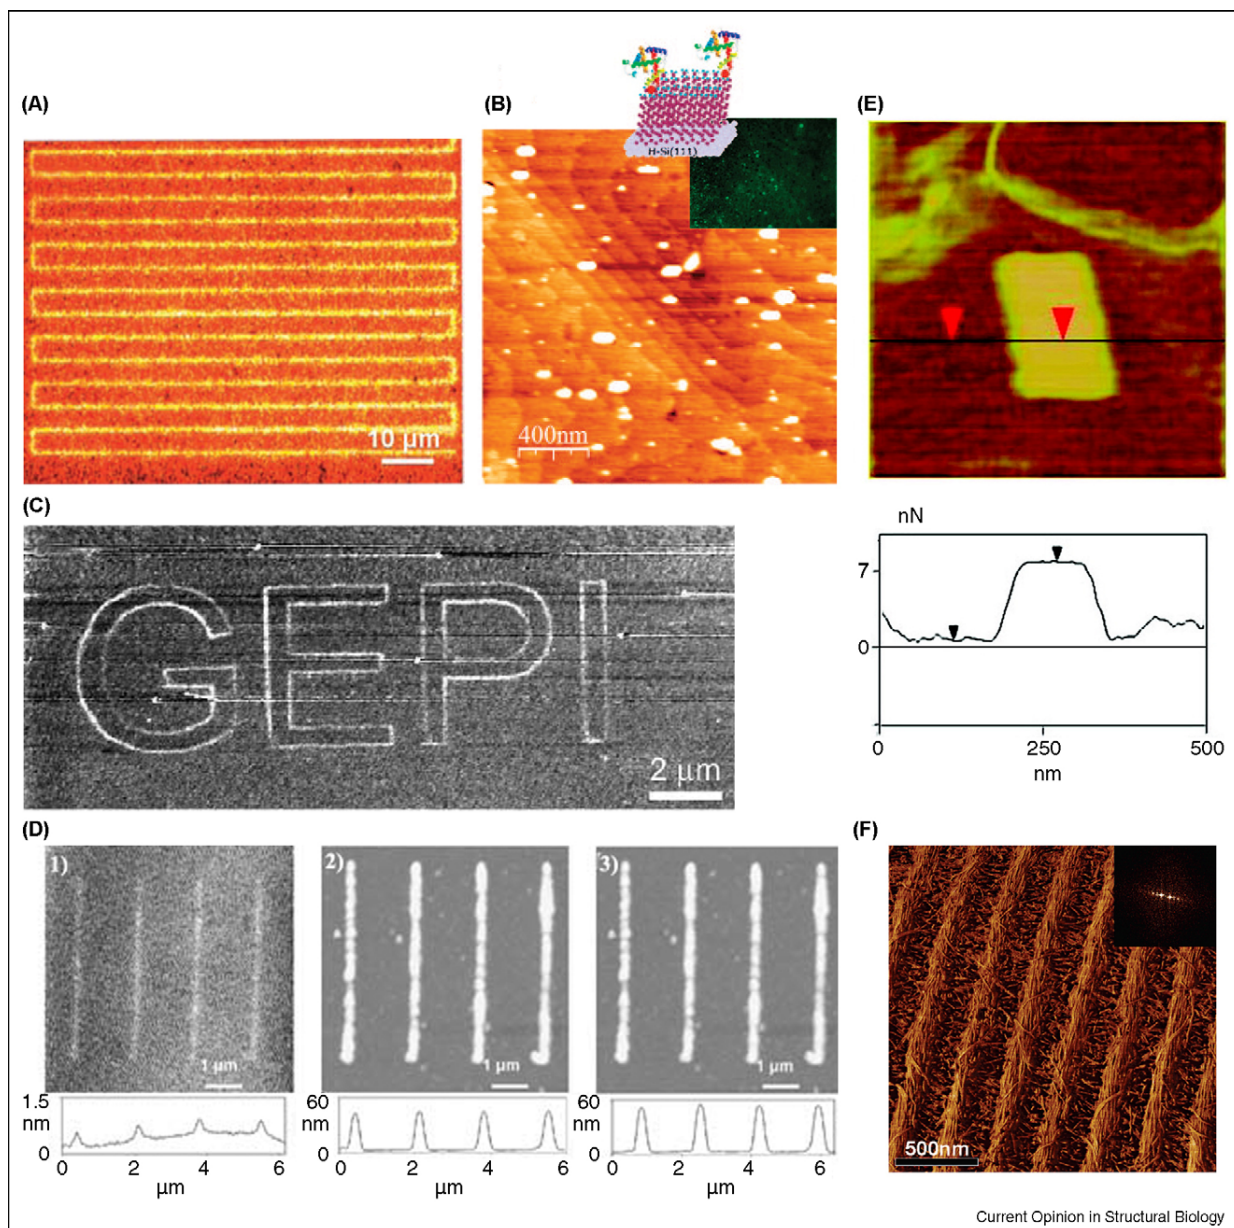 (A)
10 μm
(B)
H-Si(111)
400nm
(E)
(C)
GEPI
2 μm
nN
7
0
0 250 500
nm
(D)
1)
1 μm
2)
1 μm
3)
1 μm
1.5
nm
0
0 2 4 6
μm
60
nm
0
0 2 4 6
μm
60
nm
0
0 2 4 6
μm
(F)
500nm
Current Opinion in Structural Biology